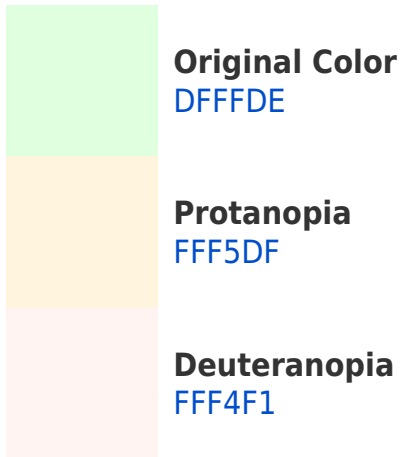 Original Color
DFFFDE
Protanopia
FFF5DF
Deuteranopia
FFF4F1